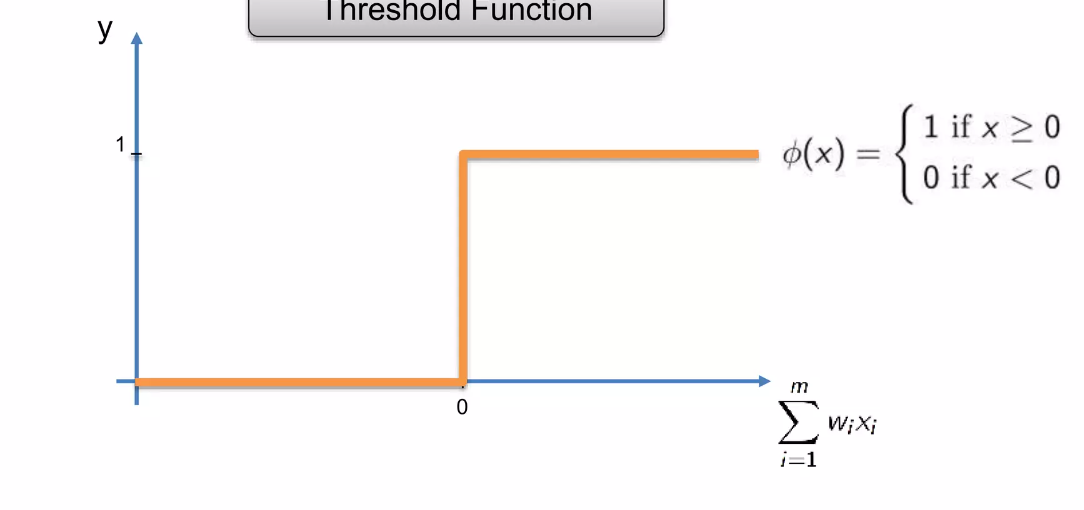 Threshold Function
y
1
ϕ(x) = { 1 if x ≥ 0
0 if x < 0
0
m
∑ wᵢxᵢ
i=1